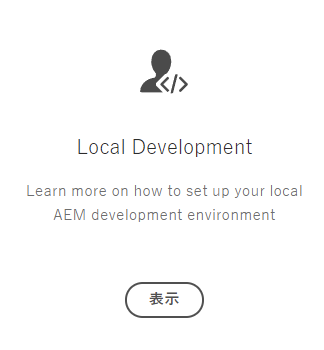 Local Development
Learn more on how to set up your local
AEM development environment
表示